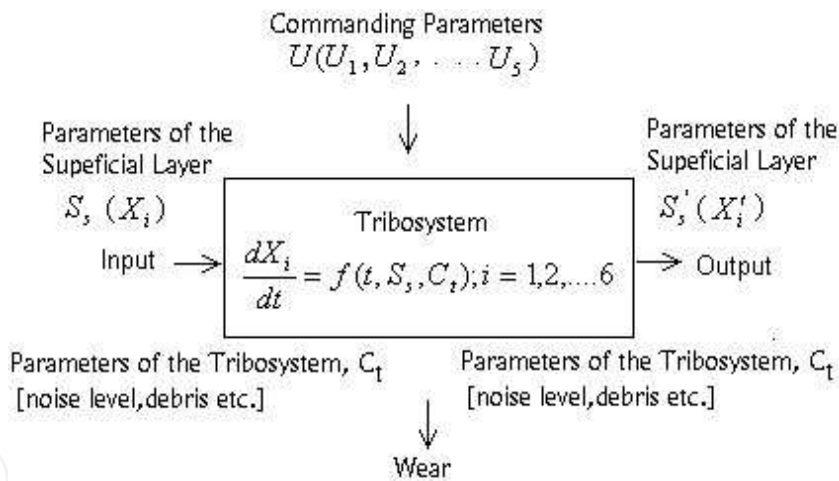 Commanding Parameters
U(U₁,U₂, . . . . U₅)
Parameters of the
Supeficial Layer
Sₛ (Xᵢ)
Input
Tribosystem
dXᵢ/dt = f(t, Sₛ, Cₜ); i = 1,2,....6
Parameters of the
Supeficial Layer
Sₛ'(Xᵢ')
Output
Parameters of the Tribosystem, Cₜ
[noise level,debris etc.]
Parameters of the Tribosystem, Cₜ
[noise level,debris etc.]
Wear